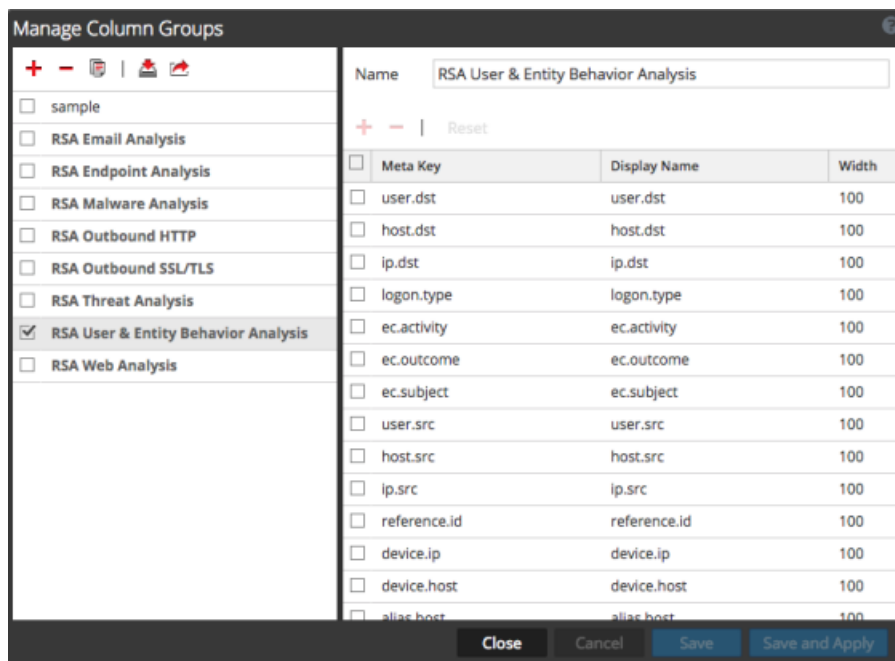 Manage Column Groups
sample
RSA Email Analysis
RSA Endpoint Analysis
RSA Malware Analysis
RSA Outbound HTTP
RSA Outbound SSL/TLS
RSA Threat Analysis
RSA User & Entity Behavior Analysis
RSA Web Analysis
Name RSA User & Entity Behavior Analysis
Reset
Meta Key Display Name Width
user.dst user.dst 100
host.dst host.dst 100
ip.dst ip.dst 100
logon.type logon.type 100
ec.activity ec.activity 100
ec.outcome ec.outcome 100
ec.subject ec.subject 100
user.src user.src 100
host.src host.src 100
ip.src ip.src 100
reference.id reference.id 100
device.ip device.ip 100
device.host device.host 100
alias.host alias.host 100
Close Cancel Save Save and Apply